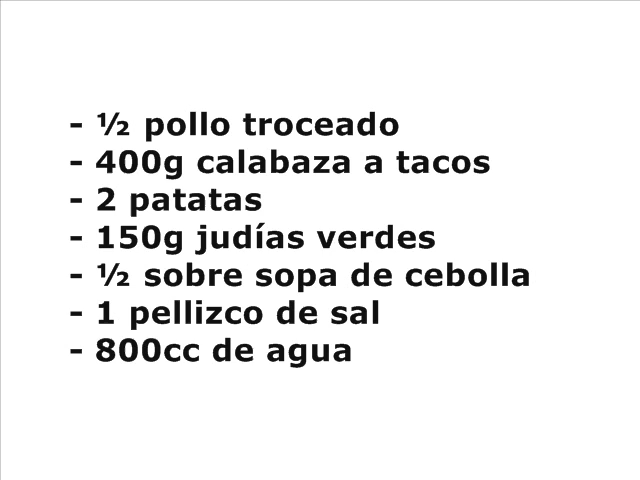 - ½ pollo troceado
- 400g calabaza a tacos
- 2 patatas
- 150g judías verdes
- ½ sobre sopa de cebolla
- 1 pellizco de sal
- 800cc de agua